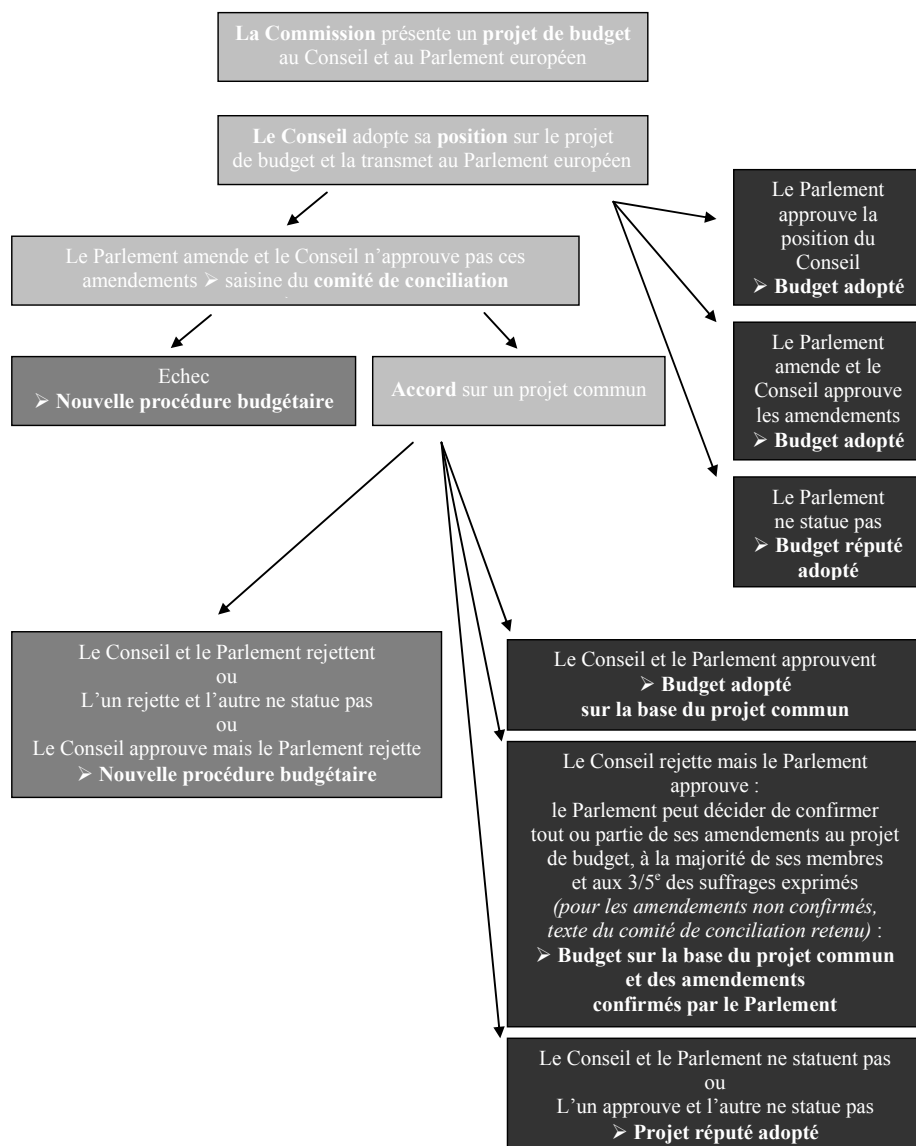 La Commission présente un projet de budget
au Conseil et au Parlement européen
Le Conseil adopte sa position sur le projet
de budget et la transmet au Parlement européen
Le Parlement
approuve la
position du
Conseil
➢ Budget adopté
Le Parlement amende et le Conseil n’approuve pas ces
amendements ➢ saisine du comité de conciliation
Le Parlement
amende et le
Conseil approuve
les amendements
➢ Budget adopté
Echec
➢ Nouvelle procédure budgétaire
Accord sur un projet commun
Le Parlement
ne statue pas
➢ Budget réputé
adopté
Le Conseil et le Parlement rejettent
ou
L’un rejette et l’autre ne statue pas
ou
Le Conseil approuve mais le Parlement rejette
➢ Nouvelle procédure budgétaire
Le Conseil et le Parlement approuvent
➢ Budget adopté
sur la base du projet commun
Le Conseil rejette mais le Parlement
approuve :
le Parlement peut décider de confirmer
tout ou partie de ses amendements au projet
de budget, à la majorité de ses membres
et aux 3/5e des suffrages exprimés
(pour les amendements non confirmés,
texte du comité de conciliation retenu) :
➢ Budget sur la base du projet commun
et des amendements
confirmés par le Parlement
Le Conseil et le Parlement ne statuent pas
ou
L’un approuve et l’autre ne statue pas
➢ Projet réputé adopté